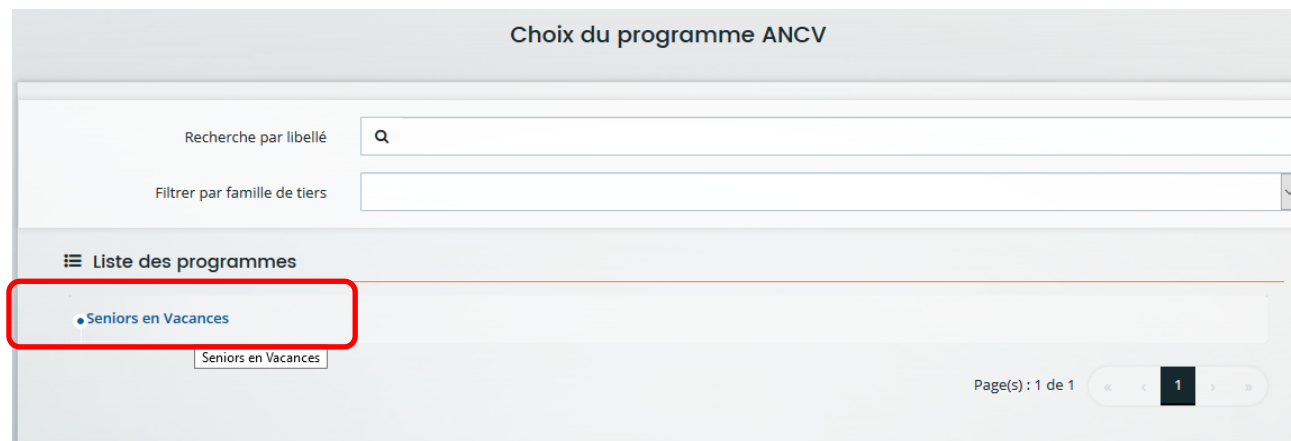 Choix du programme ANCV
Recherche par libellé
Filtrer par famille de tiers
Liste des programmes
Seniors en Vacances
Seniors en Vacances
Page(s) : 1 de 1 « ‹ 1 › »